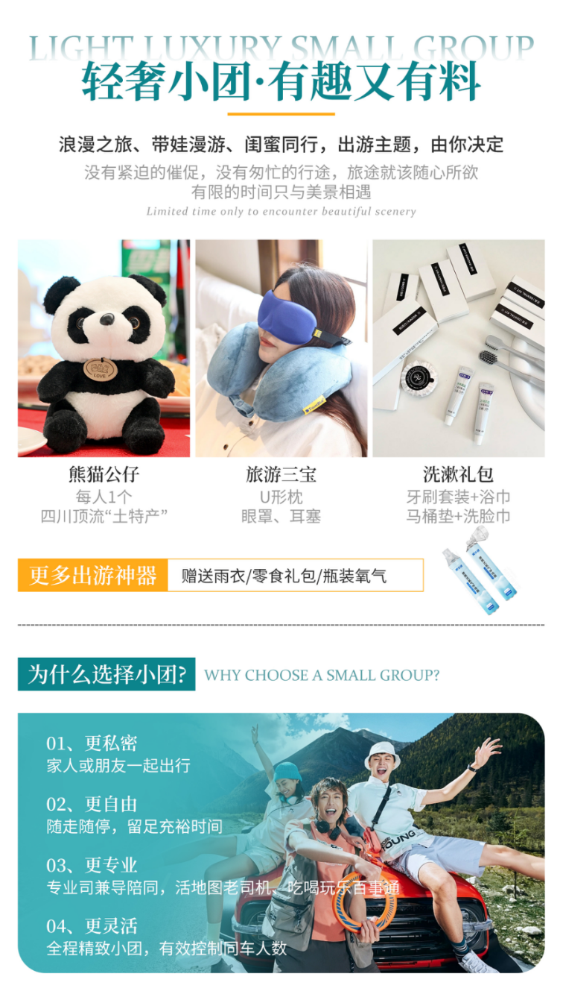 LIGHT LUXURY SMALL GROUP
轻奢小团·有趣又有料
浪漫之旅、带娃漫游、闺蜜同行，出游主题，由你决定
没有紧迫的催促，没有匆忙的行途，旅途就该随心所欲
有限的时间只与美景相遇
Limited time only to encounter beautiful scenery
LOVE
熊猫公仔
每人1个
四川顶流“土特产”
旅游三宝
U形枕
眼罩、耳塞
洗漱礼包
牙刷套装+浴巾
马桶垫+洗脸巾
更多出游神器
赠送雨衣/零食礼包/瓶装氧气
为什么选择小团?
WHY CHOOSE A SMALL GROUP?
01、更私密
家人或朋友一起出行
02、更自由
随走随停，留足充裕时间
03、更专业
专业司兼导陪同，活地图老司机、吃喝玩乐百事通
04、更灵活
全程精致小团，有效控制同车人数
YOUNG